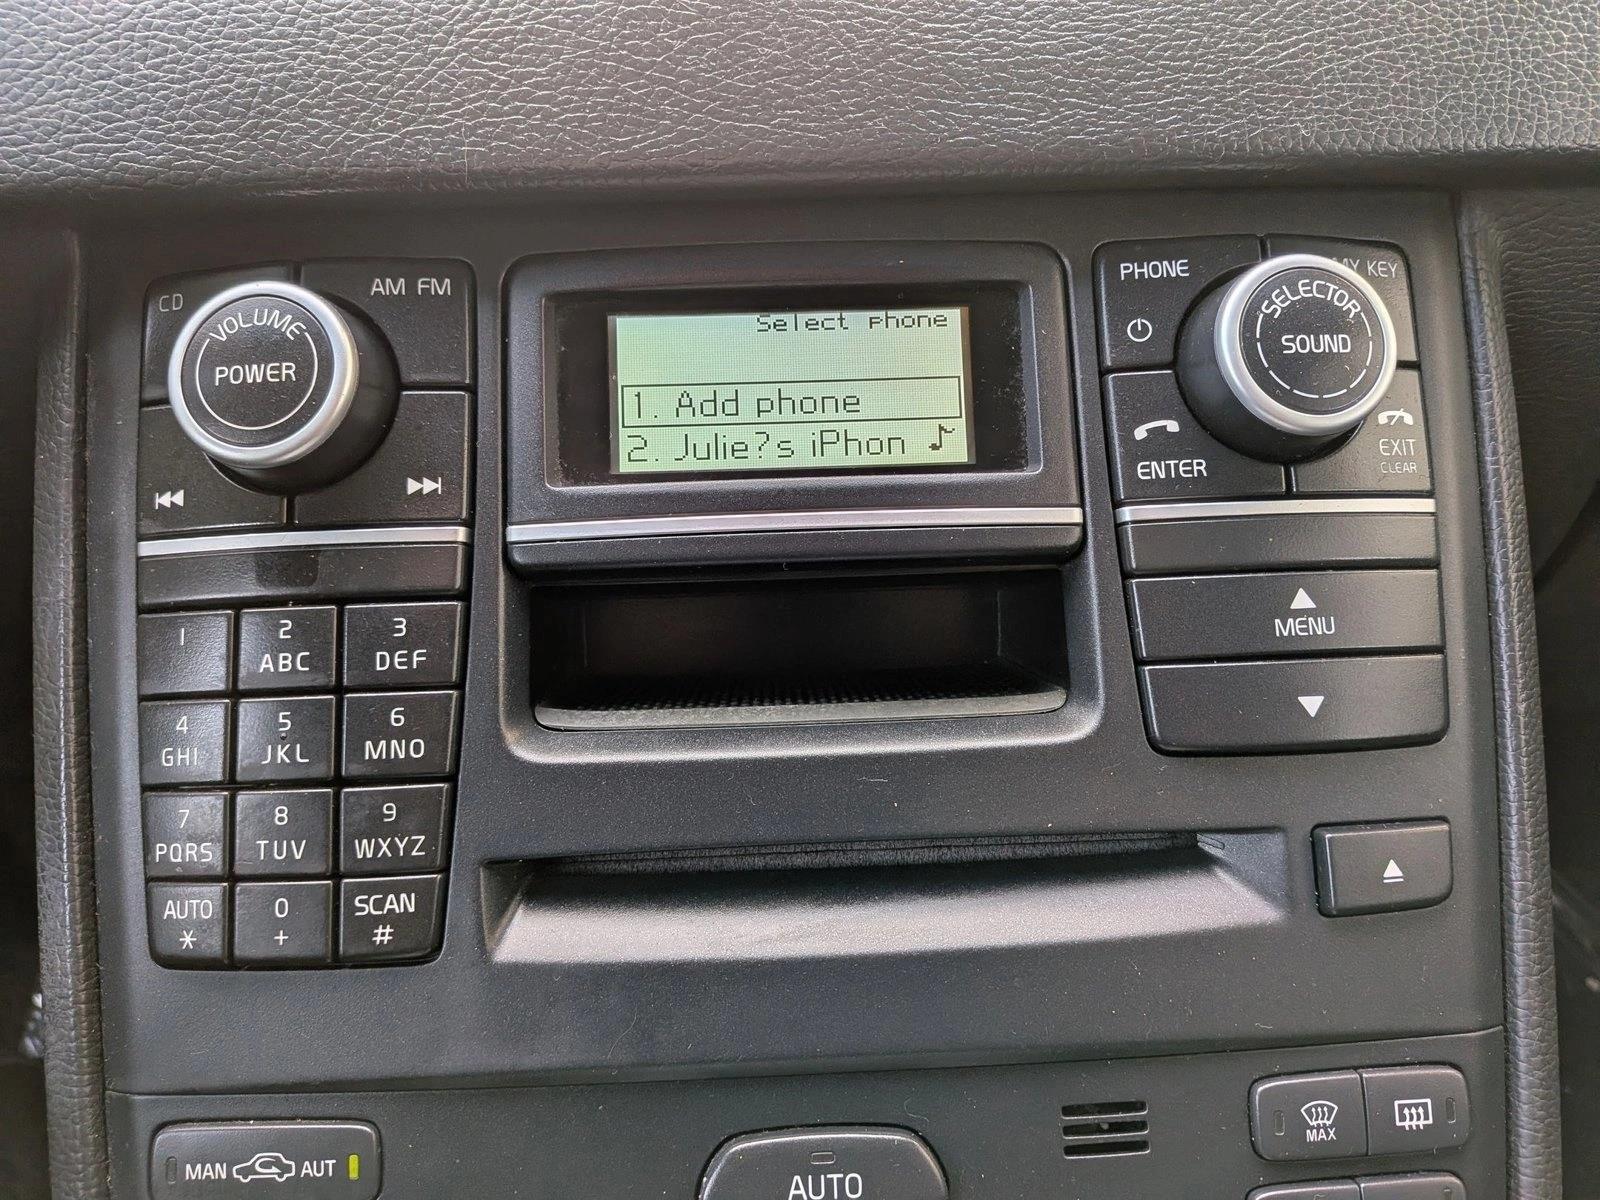 CD
AM FM
VOLUME
POWER
Select phone
1. Add phone
2. Julie?s iPhon
PHONE
MY KEY
SELECTOR
SOUND
ENTER
EXIT
CLEAR
MENU
1
2
ABC
3
DEF
4
GHI
5
JKL
6
MNO
7
PQRS
8
TUV
9
WXYZ
AUTO
*
0
+
SCAN
#
MAN AUT
AUTO
MAX